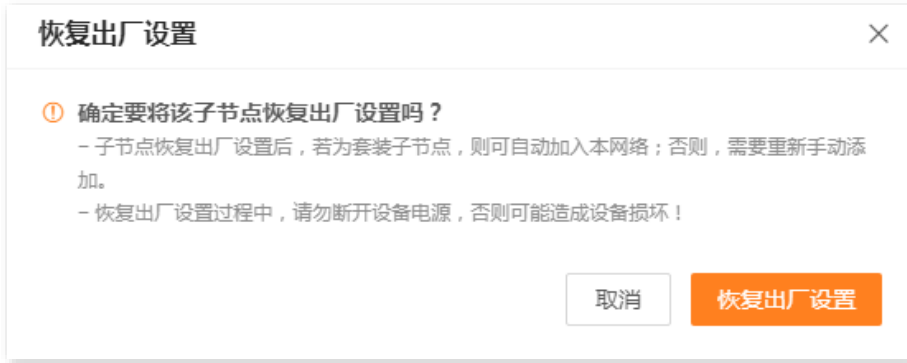 恢复出厂设置
确定要将该子节点恢复出厂设置吗？
– 子节点恢复出厂设置后，若为套装子节点，则可自动加入本网络；否则，需要重新手动添
加。
– 恢复出厂设置过程中，请勿断开设备电源，否则可能造成设备损坏！
取消
恢复出厂设置